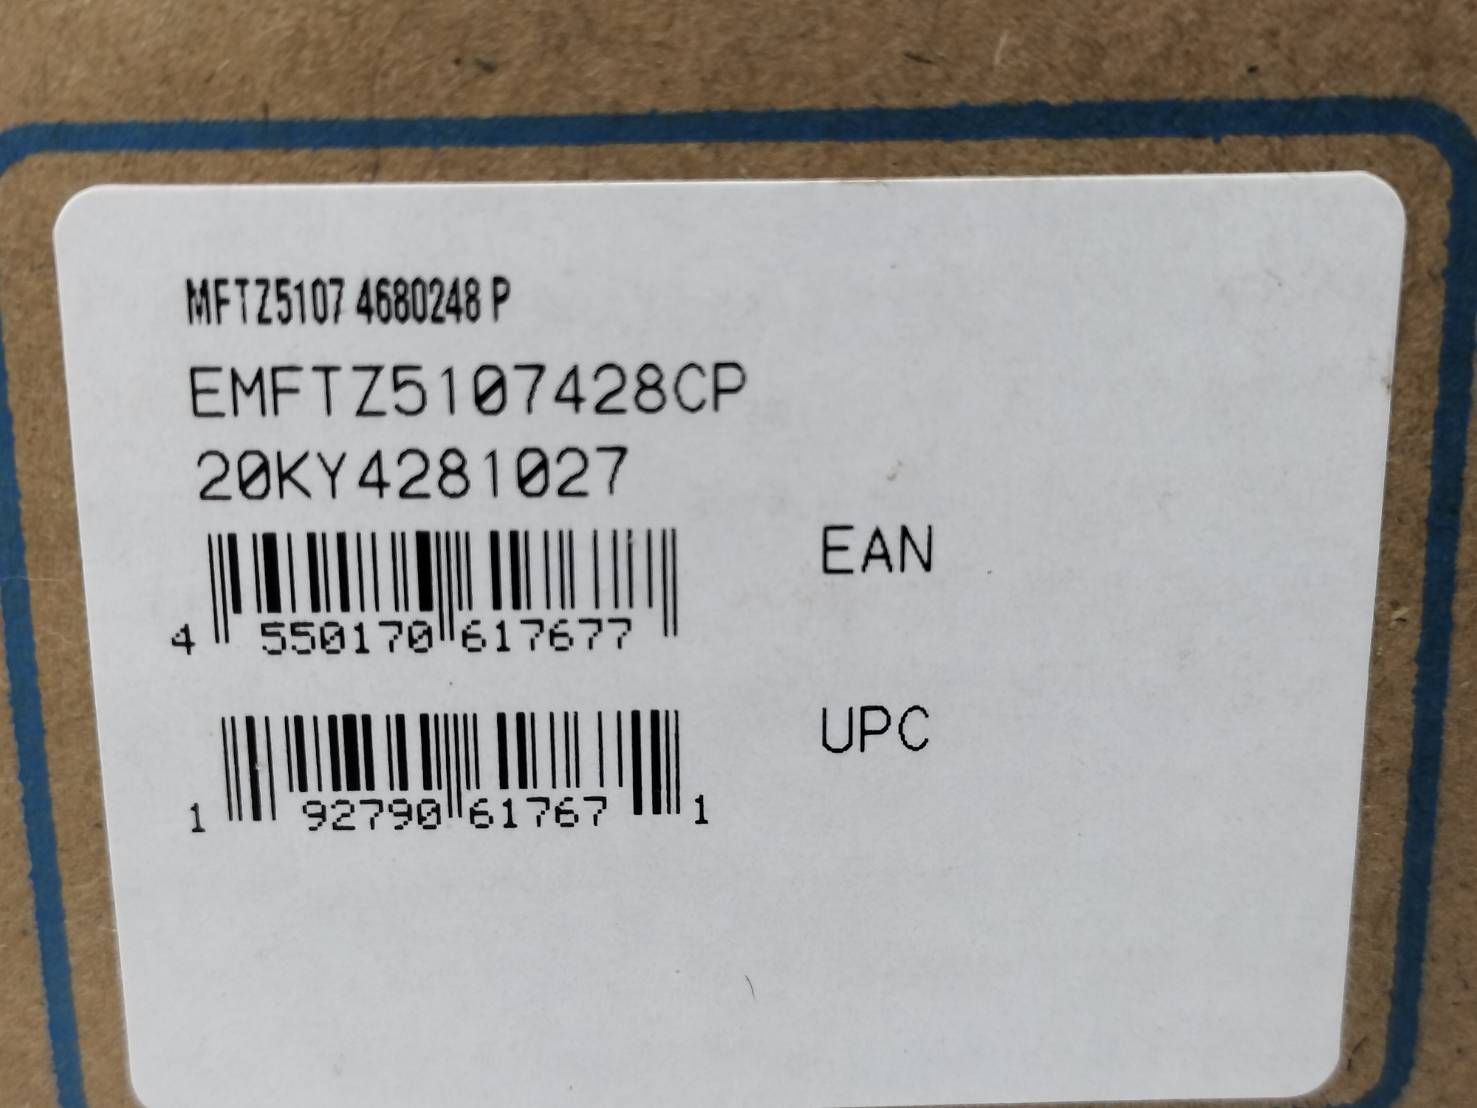 MFTZ5107 4680248 P
EMFTZ5107428CP
20KY4281027
EAN
4 550170 617677
UPC
1 92790 61767 1